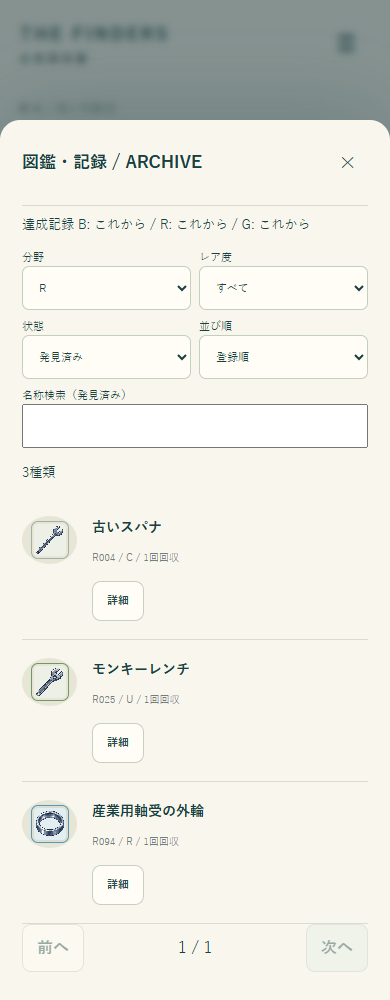 THE FINDERS
図鑑・記録 / ARCHIVE
達成記録 B: これから / R: これから / G: これから
分野 レア度
R すべて
状態 並び順
発見済み 登録順
名称検索（発見済み）
3種類
古いスパナ
R004 / C / 1回回収
詳細
モンキーレンチ
R025 / U / 1回回収
詳細
産業用軸受の外輪
R094 / R / 1回回収
詳細
前へ 1 / 1 次へ